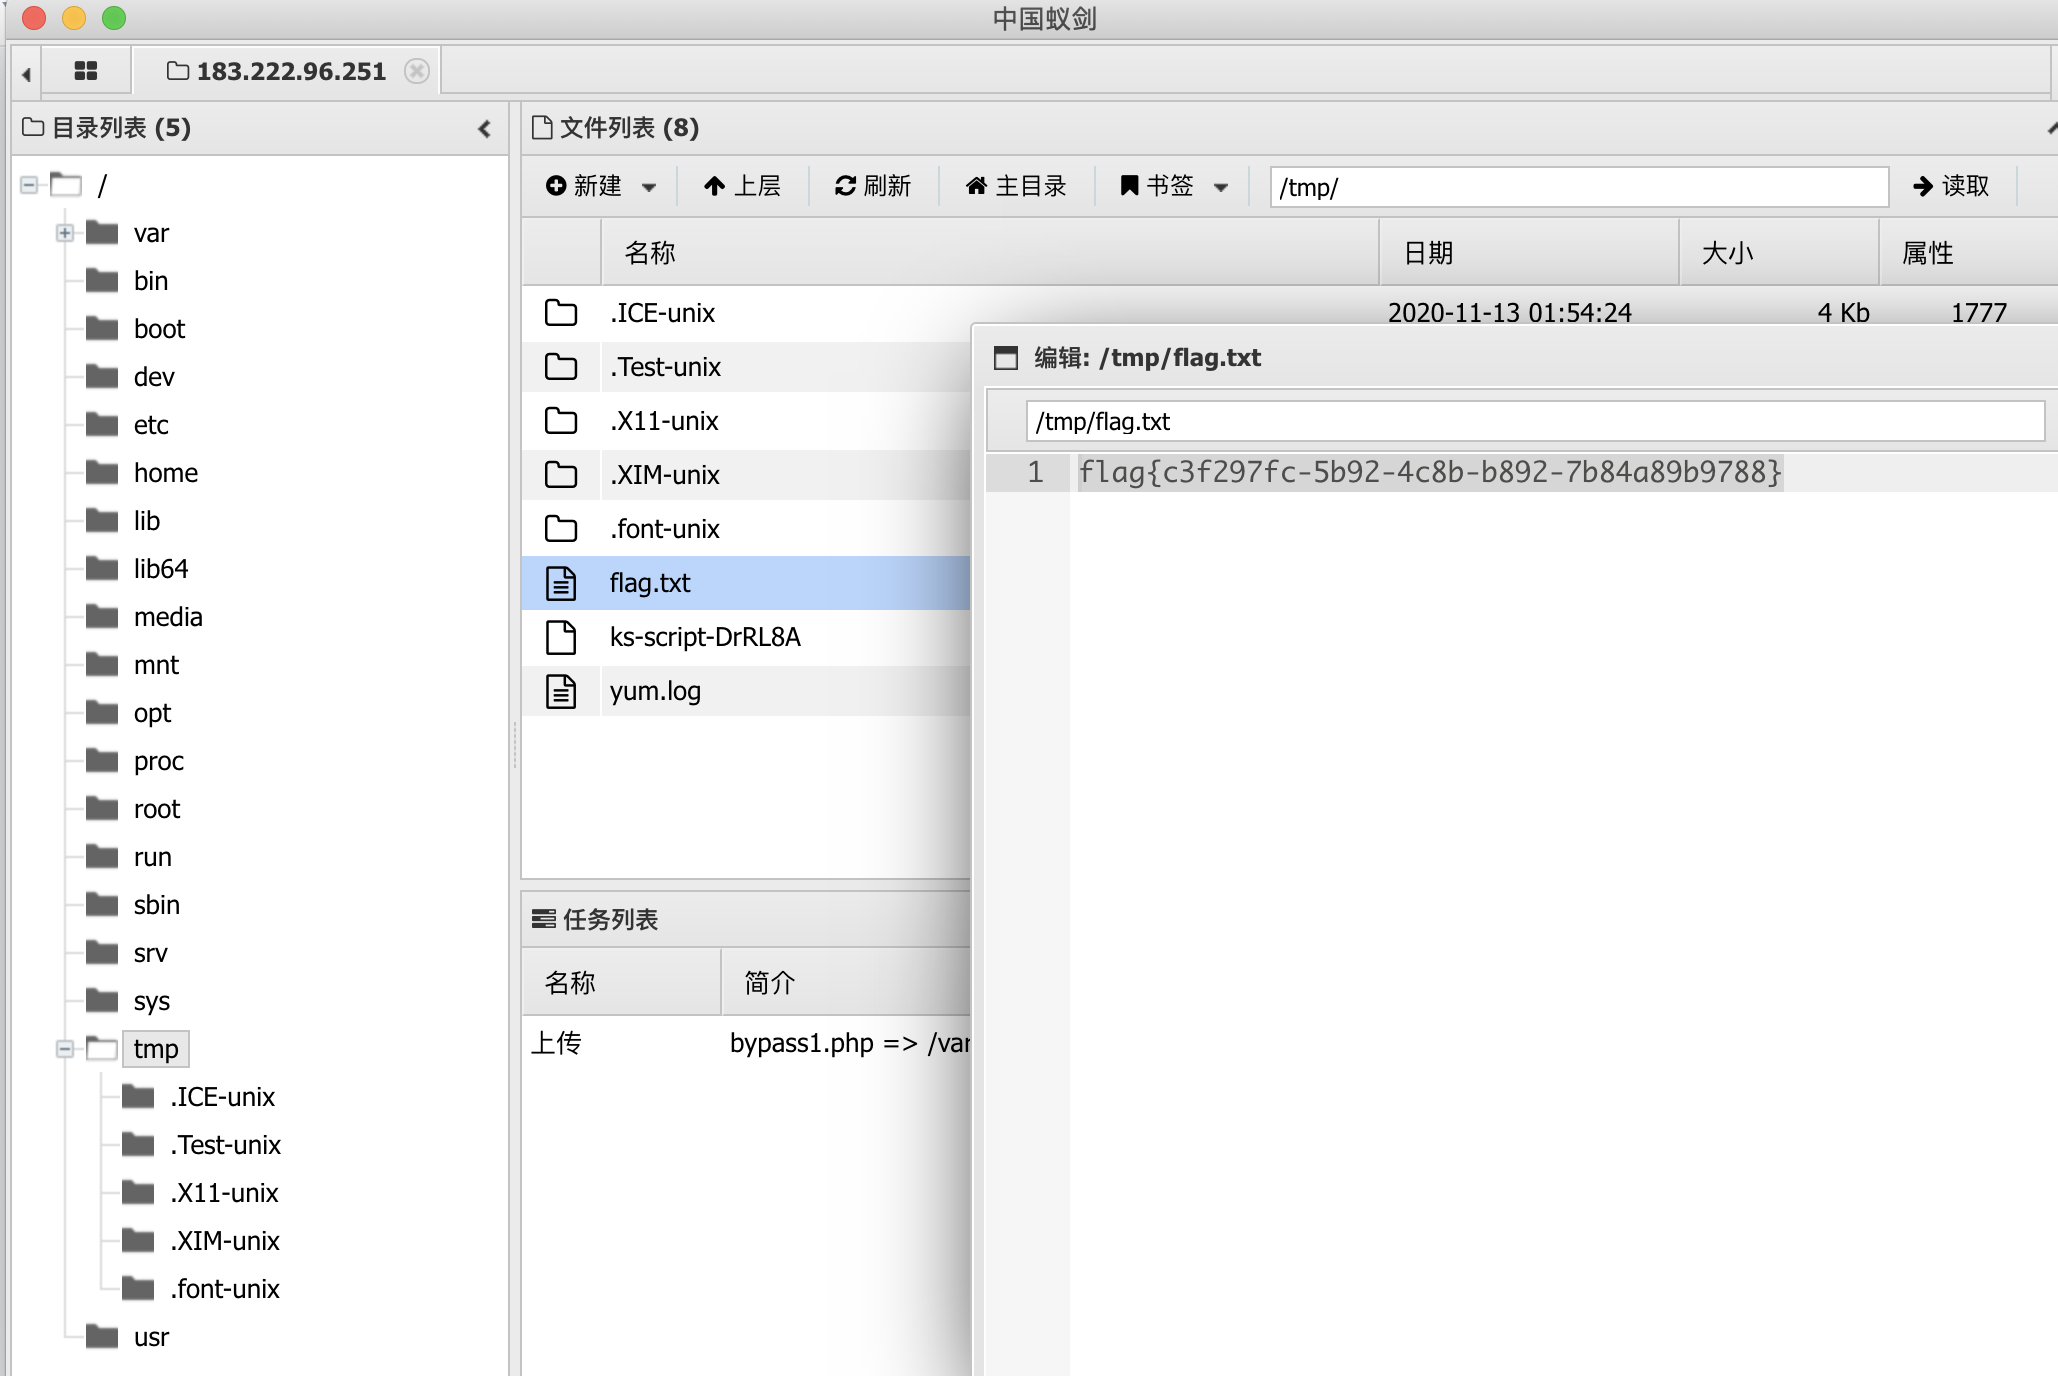 中国蚁剑
183.222.96.251
目录列表 (5)
/
var
bin
boot
dev
etc
home
lib
lib64
media
mnt
opt
proc
root
run
sbin
srv
sys
tmp
.ICE-unix
.Test-unix
.X11-unix
.XIM-unix
.font-unix
usr
文件列表 (8)
新建 上层 刷新 主目录 书签 /tmp/ 读取
名称 日期 大小 属性
.ICE-unix 2020-11-13 01:54:24 4 Kb 1777
.Test-unix
.X11-unix
.XIM-unix
.font-unix
flag.txt
ks-script-DrRL8A
yum.log
编辑: /tmp/flag.txt
/tmp/flag.txt
1 flag{c3f297fc-5b92-4c8b-b892-7b84a89b9788}
任务列表
名称 简介
上传 bypass1.php => /var